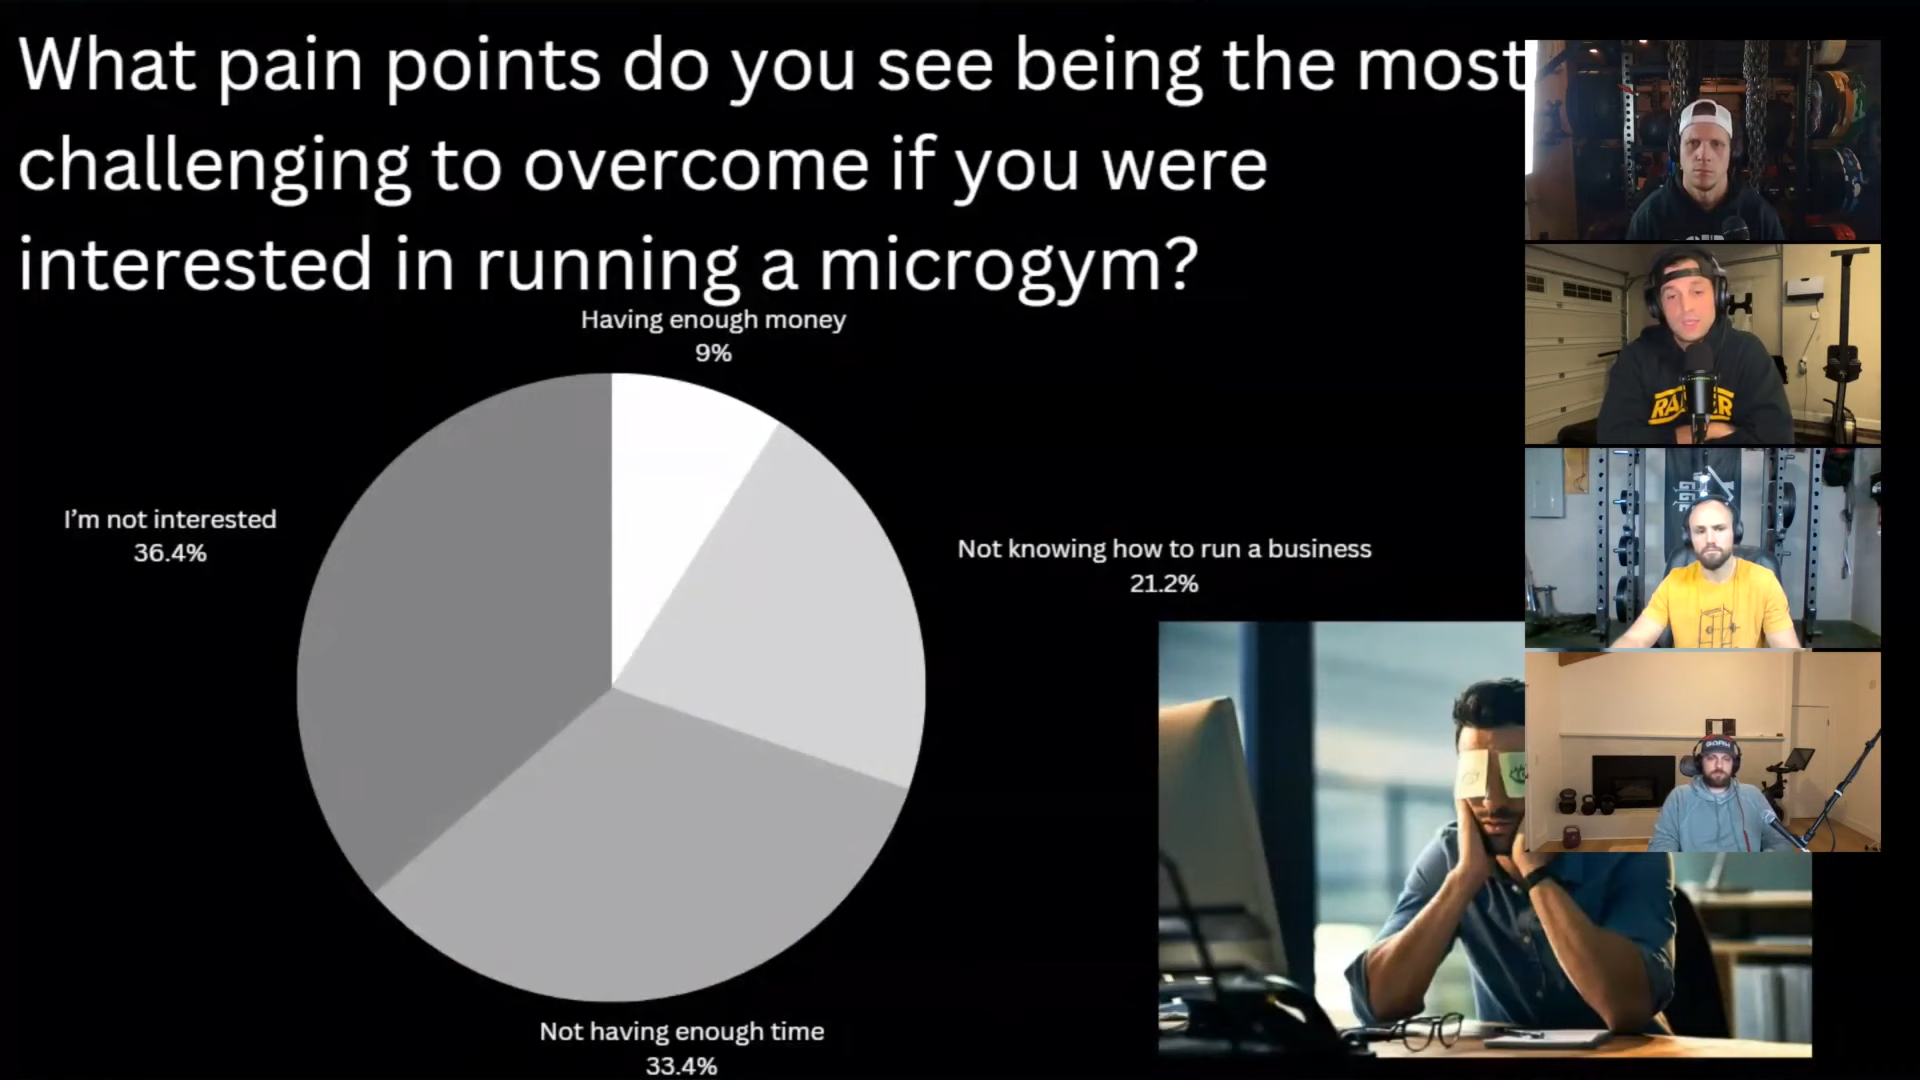 What pain points do you see being the most
challenging to overcome if you were
interested in running a microgym?
Having enough money
9%
I’m not interested
36.4%
Not knowing how to run a business
21.2%
Not having enough time
33.4%